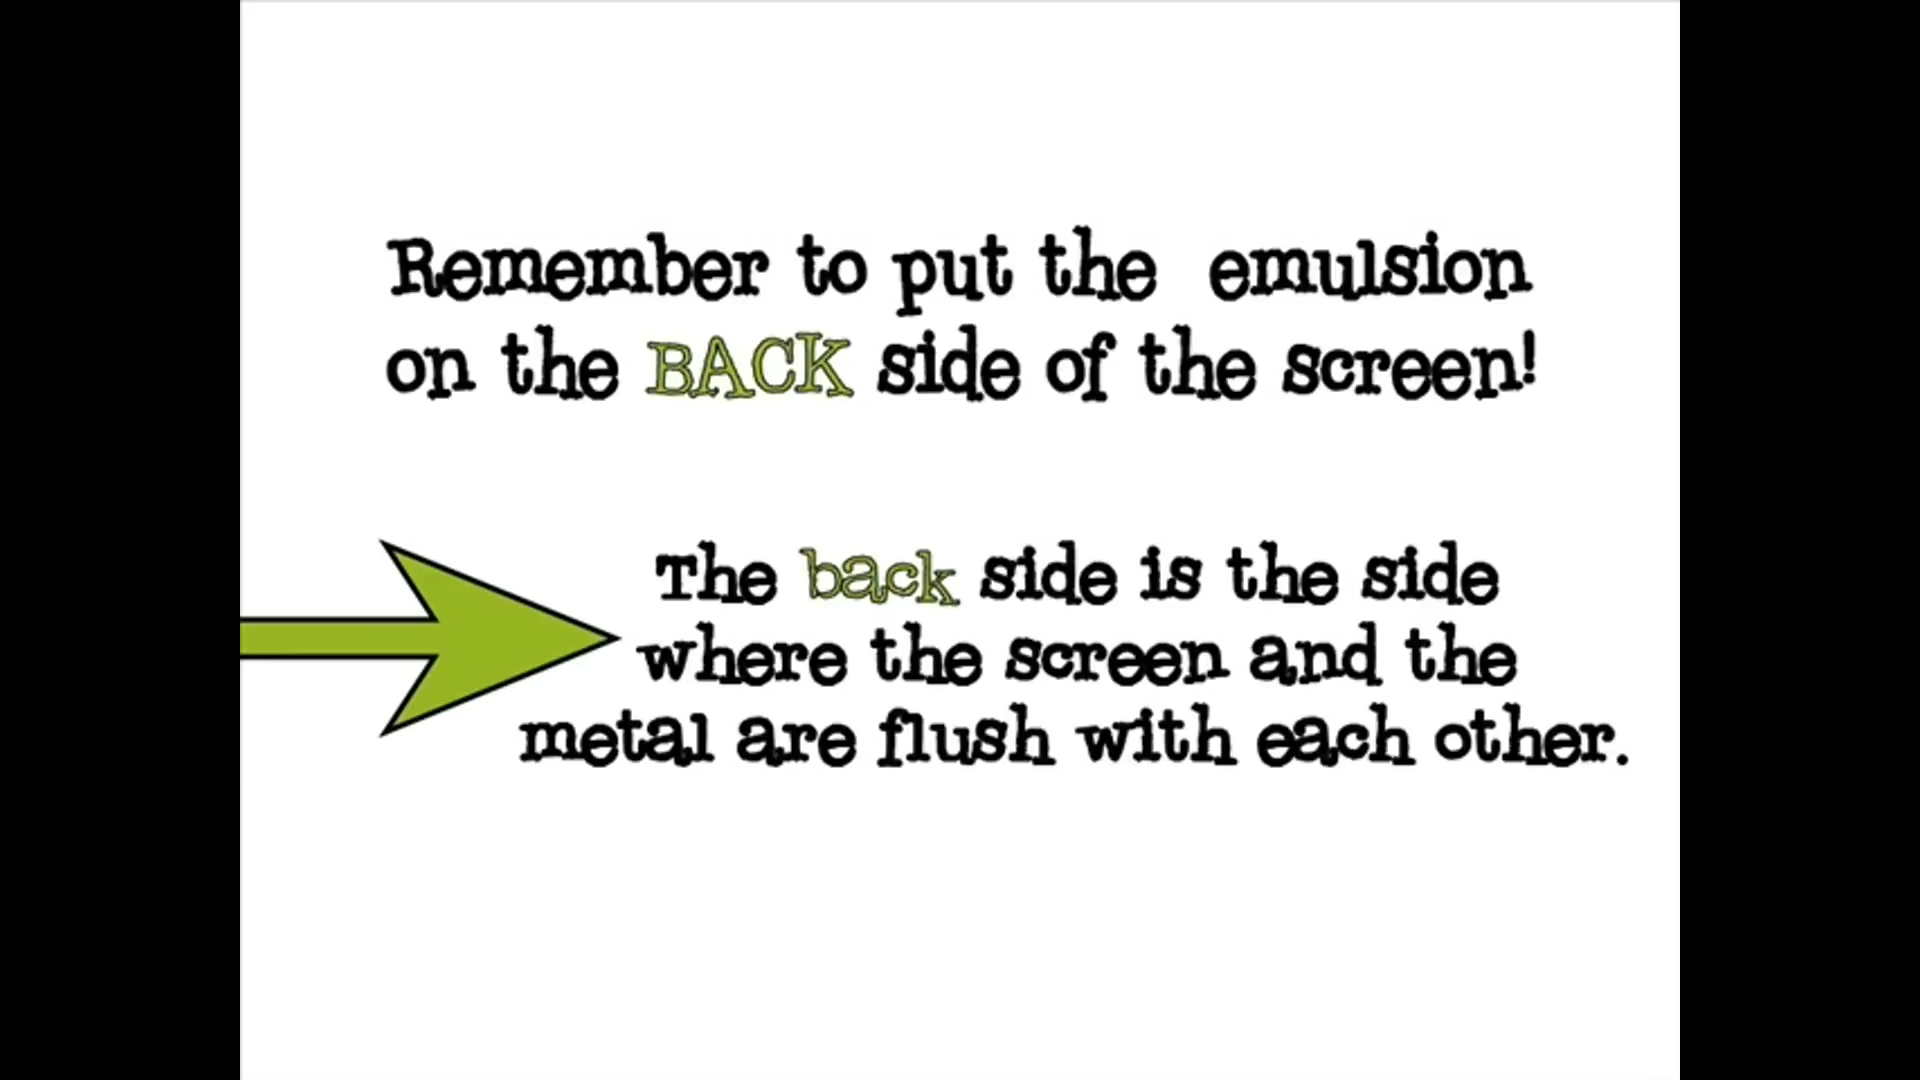 Remember to put the emulsion
on the BACK side of the screen!
The back side is the side
where the screen and the
metal are flush with each other.